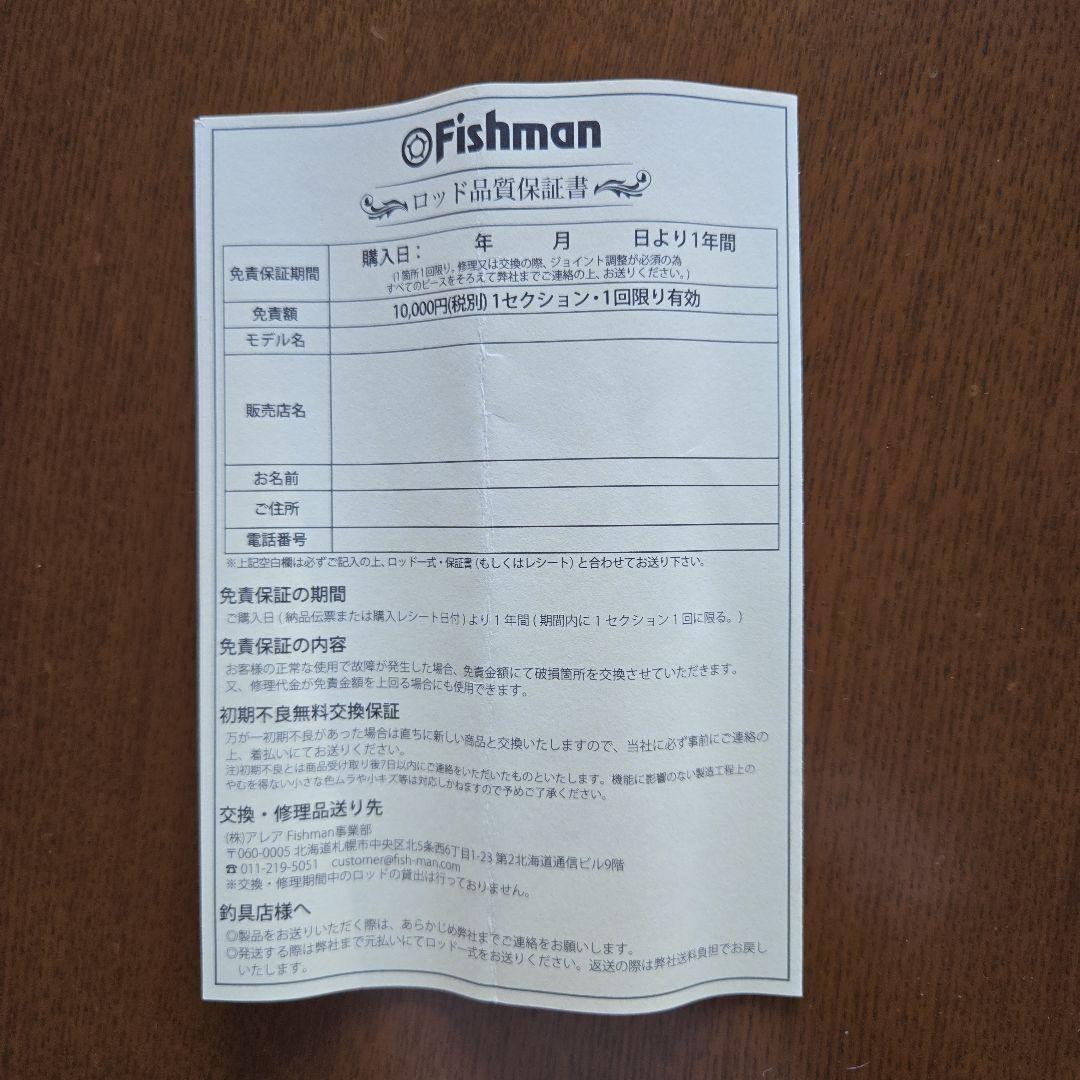 Fishman
ロッド品質保証書
免責保証期間
購入日： 年 月 日より1年間
(1箇所1回限り。修理又は交換の際、ジョイント調整が必須の為
すべてのピースをそろえて弊社までご連絡の上、お送りください。)
免責額
10,000円(税別) 1セクション・1回限り有効
モデル名
販売店名
お名前
ご住所
電話番号
※上記空白欄は必ずご記入の上、ロッド一式・保証書(もしくはレシート)と合わせてお送り下さい。
免責保証の期間
ご購入日(納品伝票または購入レシート日付)より1年間(期間内に1セクション1回に限る。)
免責保証の内容
お客様の正常な使用で故障が発生した場合、免責金額にて破損箇所を交換させていただきます。
又、修理代金が免責金額を上回る場合にも使用できます。
初期不良無料交換保証
万が一初期不良があった場合は直ちに新しい商品と交換いたしますので、当社に必ず事前にご連絡の
上、着払いにてお送りください。
注)初期不良とは商品受け取り後7日以内にご連絡をいただいたものといたします。機能に影響のない製造工程上の
やむを得ない小さな色ムラや小キズ等は対応しかねますので予めご了承ください。
交換・修理品送り先
(株)アレア Fishman事業部
〒060-0005 北海道札幌市中央区北5条西6丁目1-23 第2北海道通信ビル9階
☎ 011-219-5051 customer@fish-man.com
※交換・修理期間中のロッドの貸出は行っておりません。
釣具店様へ
◎製品をお送りいただく際は、あらかじめ弊社までご連絡をお願いします。
◎発送する際は弊社まで元払いにてロッド一式をお送りください。返送の際は弊社送料負担でお戻し
いたします。